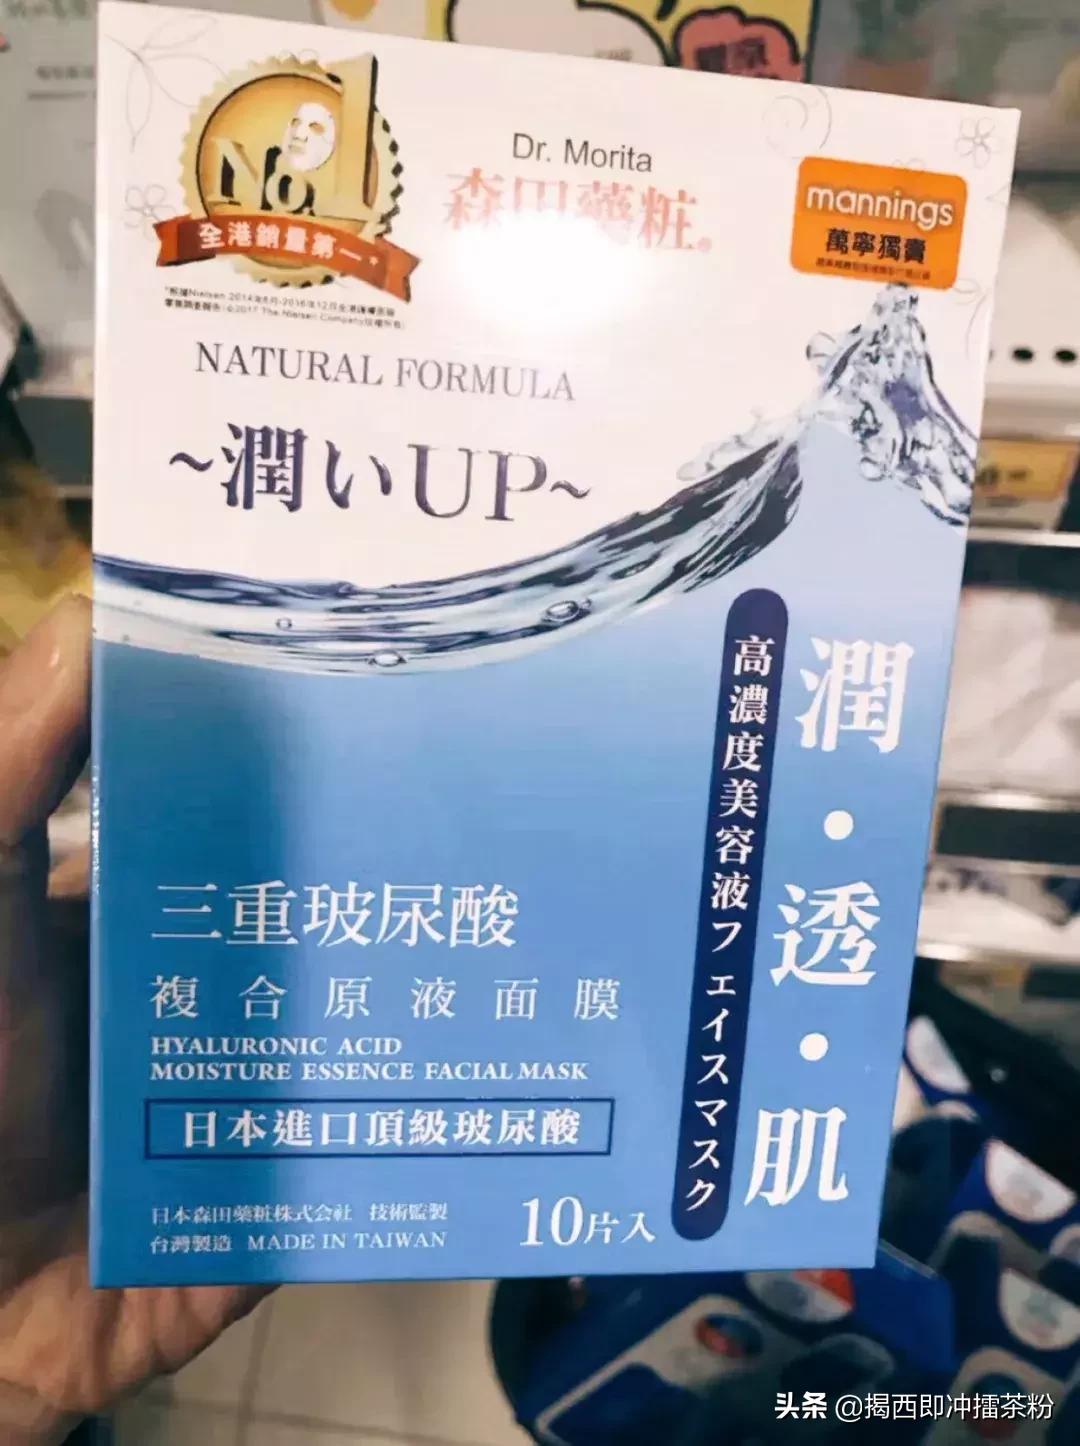 No.1
全港銷量第一*
Dr. Morita
森田藥粧®
mannings
萬寧獨賣
NATURAL FORMULA
~潤いUP~
高濃度美容液フェイスマスク
潤・透・肌
三重玻尿酸
複合原液面膜
HYALURONIC ACID
MOISTURE ESSENCE FACIAL MASK
日本進口頂級玻尿酸
日本森田藥粧株式会社 技術監製
台灣製造 MADE IN TAIWAN
10片入
头条 @揭西即冲擂茶粉